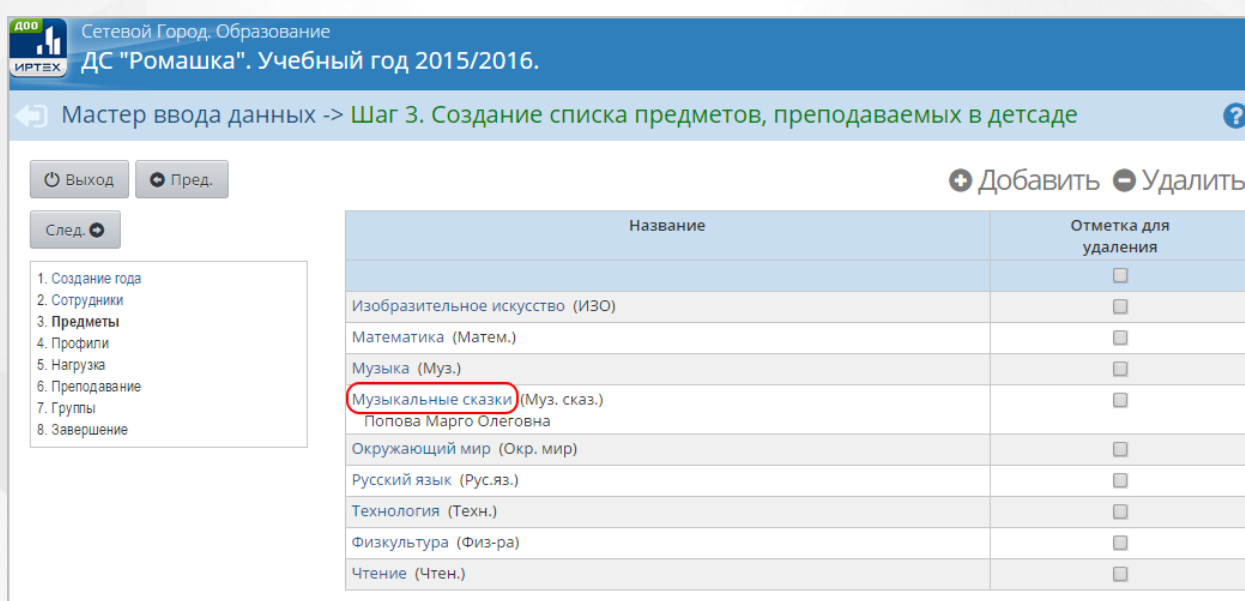 ДОО
ИРТЕХ
Сетевой Город. Образование
ДС "Ромашка". Учебный год 2015/2016.
Мастер ввода данных -> Шаг 3. Создание списка предметов, преподаваемых в детсаде
?
Выход
Пред.
Добавить
Удалить
След.
1. Создание года
2. Сотрудники
3. Предметы
4. Профили
5. Нагрузка
6. Преподавание
7. Группы
8. Завершение
Название
Отметка для
удаления
Изобразительное искусство (ИЗО)
Математика (Матем.)
Музыка (Муз.)
Музыкальные сказки (Муз. сказ.)
Попова Марго Олеговна
Окружающий мир (Окр. мир)
Русский язык (Рус.яз.)
Технология (Техн.)
Физкультура (Физ-ра)
Чтение (Чтен.)